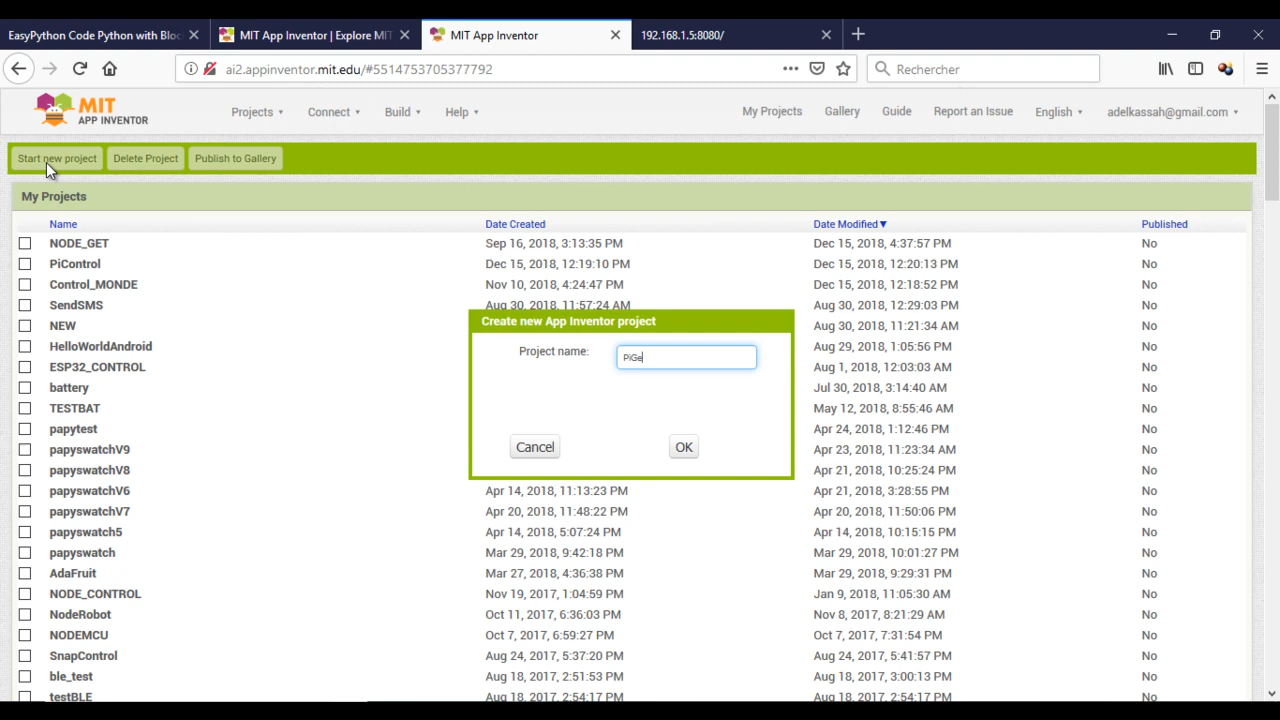 EasyPython Code Python with Bloc
MIT App Inventor | Explore MIT
MIT App Inventor
192.168.1.5:8080/
ai2.appinventor.mit.edu/#5514753705377792
Rechercher
MIT
APP INVENTOR
Projects
Connect
Build
Help
My Projects
Gallery
Guide
Report an Issue
English
adelkassah@gmail.com
Start new project
Delete Project
Publish to Gallery
My Projects
Name Date Created Date Modified Published
NODE_GET Sep 16, 2018, 3:13:35 PM Dec 15, 2018, 4:37:57 PM No
PiControl Dec 15, 2018, 12:19:10 PM Dec 15, 2018, 12:20:13 PM No
Control_MONDE Nov 10, 2018, 4:24:47 PM Dec 15, 2018, 12:18:52 PM No
SendSMS Aug 30, 2018, 11:57:24 AM Aug 30, 2018, 12:29:03 PM No
NEW Aug 30, 2018, 11:21:34 AM No
HelloWorldAndroid Aug 29, 2018, 1:05:56 PM No
ESP32_CONTROL Aug 1, 2018, 12:03:03 AM No
battery Jul 30, 2018, 3:14:40 AM No
TESTBAT May 12, 2018, 8:55:46 AM No
papytest Apr 24, 2018, 1:12:46 PM No
papyswatchV9 Apr 23, 2018, 11:23:34 AM No
papyswatchV8 Apr 21, 2018, 10:25:24 PM No
papyswatchV6 Apr 14, 2018, 11:13:23 PM Apr 21, 2018, 3:28:55 PM No
papyswatchV7 Apr 20, 2018, 11:48:22 PM Apr 20, 2018, 11:50:06 PM No
papyswatch5 Apr 14, 2018, 5:07:24 PM Apr 14, 2018, 10:15:15 PM No
papyswatch Mar 29, 2018, 9:42:18 PM Mar 29, 2018, 10:01:27 PM No
AdaFruit Mar 27, 2018, 4:36:38 PM Mar 29, 2018, 9:29:31 PM No
NODE_CONTROL Nov 19, 2017, 1:04:59 PM Jan 9, 2018, 11:05:30 AM No
NodeRobot Oct 11, 2017, 6:36:03 PM Nov 8, 2017, 8:21:29 AM No
NODEMCU Oct 7, 2017, 6:59:27 PM Oct 7, 2017, 7:31:54 PM No
SnapControl Aug 24, 2017, 5:37:20 PM Aug 24, 2017, 5:41:57 PM No
ble_test Aug 18, 2017, 2:51:53 PM Aug 18, 2017, 3:00:13 PM No
testBLE Aug 18, 2017, 2:54:17 PM Aug 18, 2017, 2:54:17 PM No
Create new App Inventor project
Project name: PiGe
Cancel OK